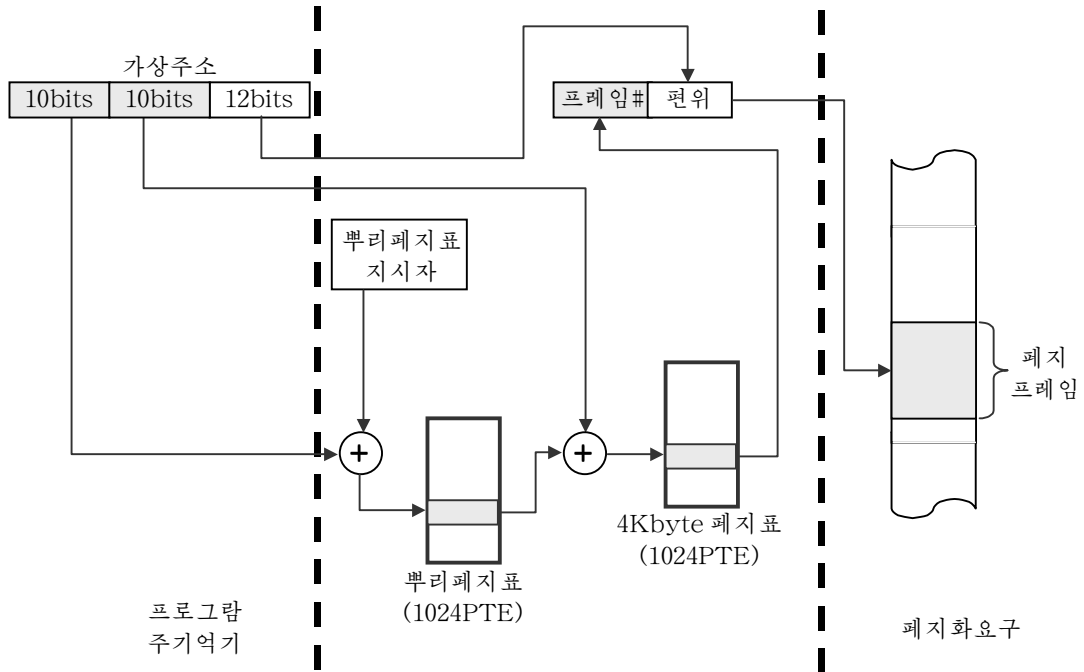 가상주소
10bits 10bits 12bits
프레임# 편위
뿌리페지표
지시자
페지
프레임
4Kbyte 페지표
(1024PTE)
뿌리페지표
(1024PTE)
프로그람
주기억기
페지화요구